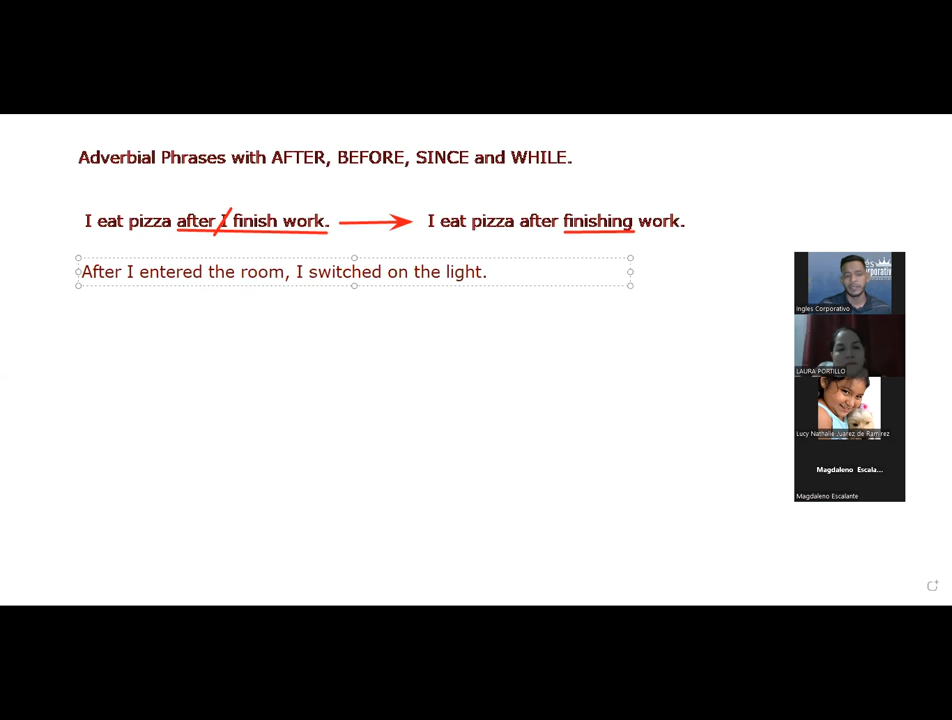 Adverbial Phrases with AFTER, BEFORE, SINCE and WHILE.
I eat pizza after I finish work. I eat pizza after finishing work.
After I entered the room, I switched on the light.
Ingles Corporativo
LAURA PORTILLO
Lucy Nathalie Juarez de Ramirez
Magdaleno Escala...
Magdaleno Escalante